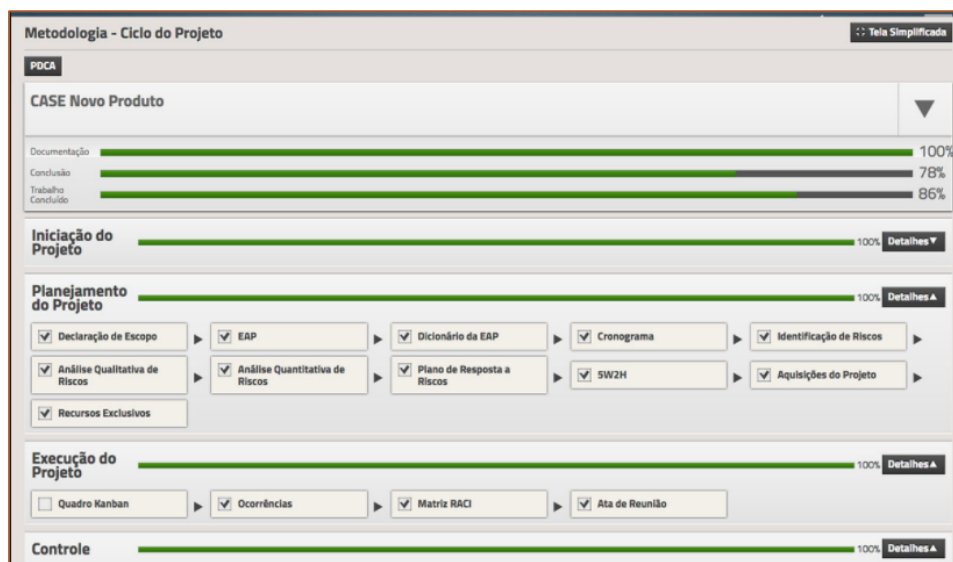 Metodologia - Ciclo do Projeto
Tela Simplificada
PDCA
CASE Novo Produto
Documentação 100%
Conclusão 78%
Trabalho
Concluído 86%
Iniciação do
Projeto 100% Detalhes
Planejamento
do Projeto 100% Detalhes
Declaração de Escopo EAP Dicionário da EAP Cronograma Identificação de Riscos
Análise Qualitativa de
Riscos
Análise Quantitativa de
Riscos
Plano de Resposta a
Riscos
5W2H
Aquisições do Projeto
Recursos Exclusivos
Execução do
Projeto 100% Detalhes
Quadro Kanban Ocorrências Matriz RACI Ata de Reunião
Controle 100% Detalhes